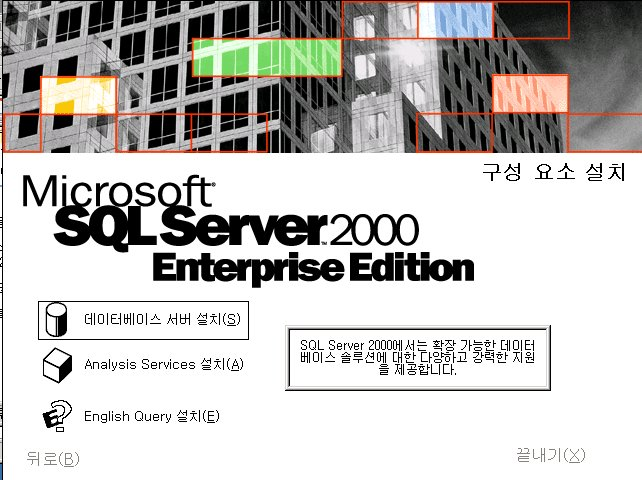 구성 요소 설치
Microsoft®
SQL Server™ 2000
Enterprise Edition
데이터베이스 서버 설치(S)
Analysis Services 설치(A)
English Query 설치(E)
SQL Server 2000에서는 확장 가능한 데이터
베이스 솔루션에 대한 다양하고 강력한 지원
을 제공합니다.
뒤로(B)
끝내기(X)